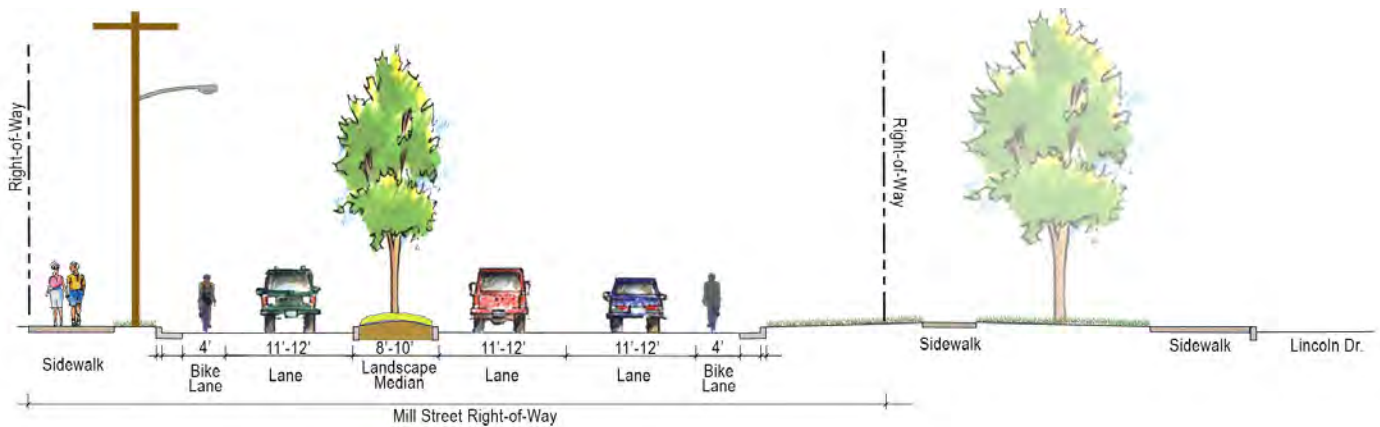 Right-of-Way
Right-of-Way
4'
11'-12'
8'-10'
11'-12'
11'-12'
4'
Sidewalk
Bike
Lane
Lane
Landscape
Median
Lane
Lane
Bike
Lane
Sidewalk
Sidewalk
Lincoln Dr.
Mill Street Right-of-Way